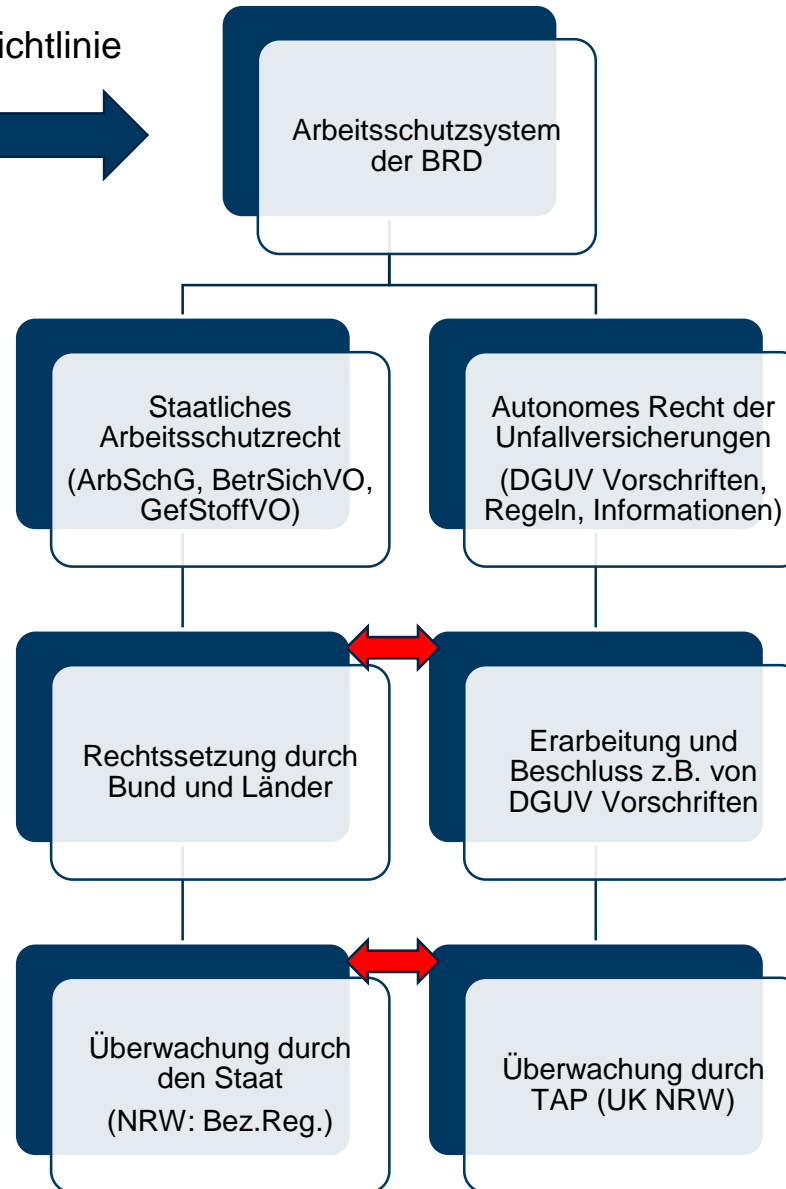 ichtlinie
Arbeitsschutzsystem
der BRD
Staatliches
Arbeitsschutzrecht
(ArbSchG, BetrSichVO,
GefStoffVO)
Autonomes Recht der
Unfallversicherungen
(DGUV Vorschriften,
Regeln, Informationen)
Rechtssetzung durch
Bund und Länder
Erarbeitung und
Beschluss z.B. von
DGUV Vorschriften
Überwachung durch
den Staat
(NRW: Bez.Reg.)
Überwachung durch
TAP (UK NRW)